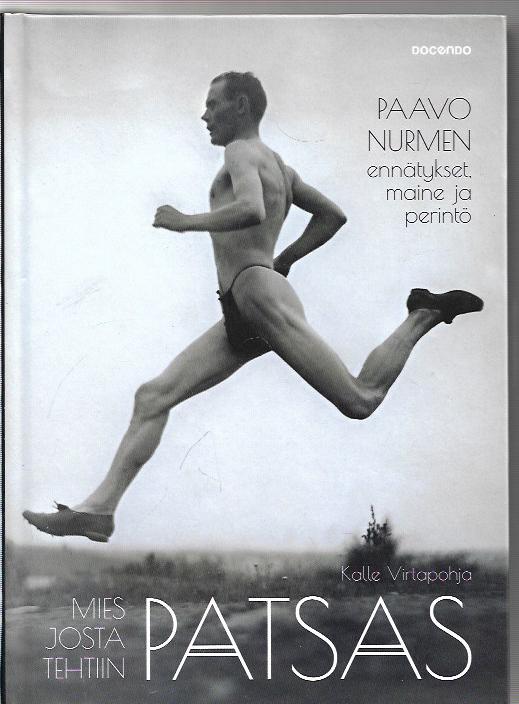 DOCENDO
PAAVO
NURMEN
ennätykset,
maine ja
perintö
Kalle Virtapohja
MIES
JOSTA
TEHTIIN
PATSAS